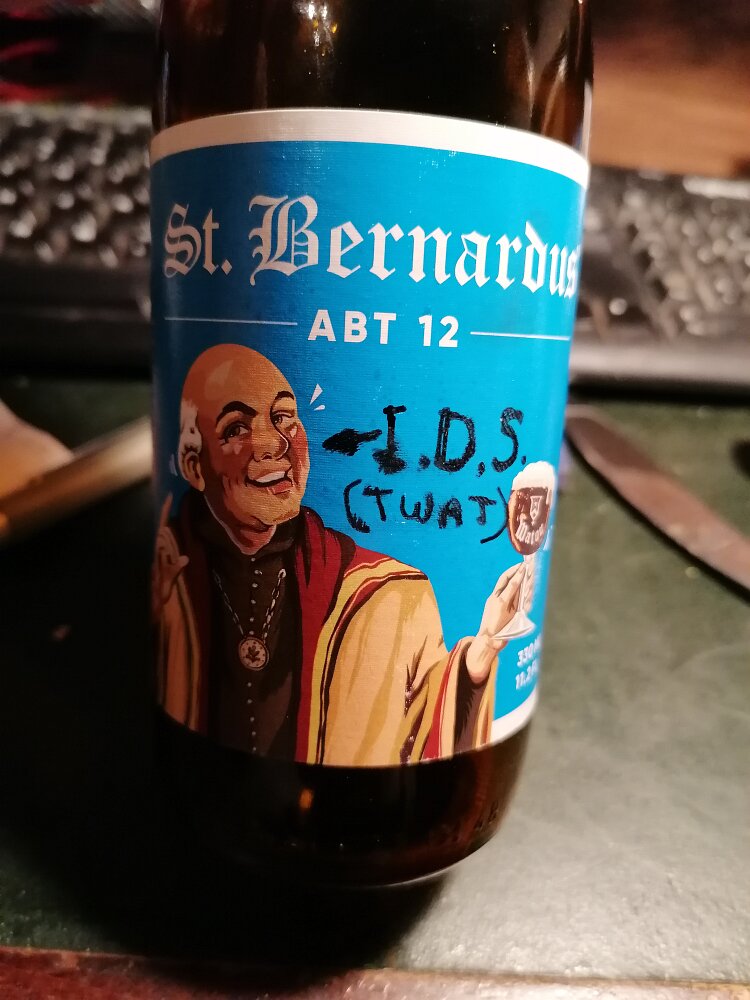 St. Bernardus
ABT 12
I.D.S.
(TWAT)